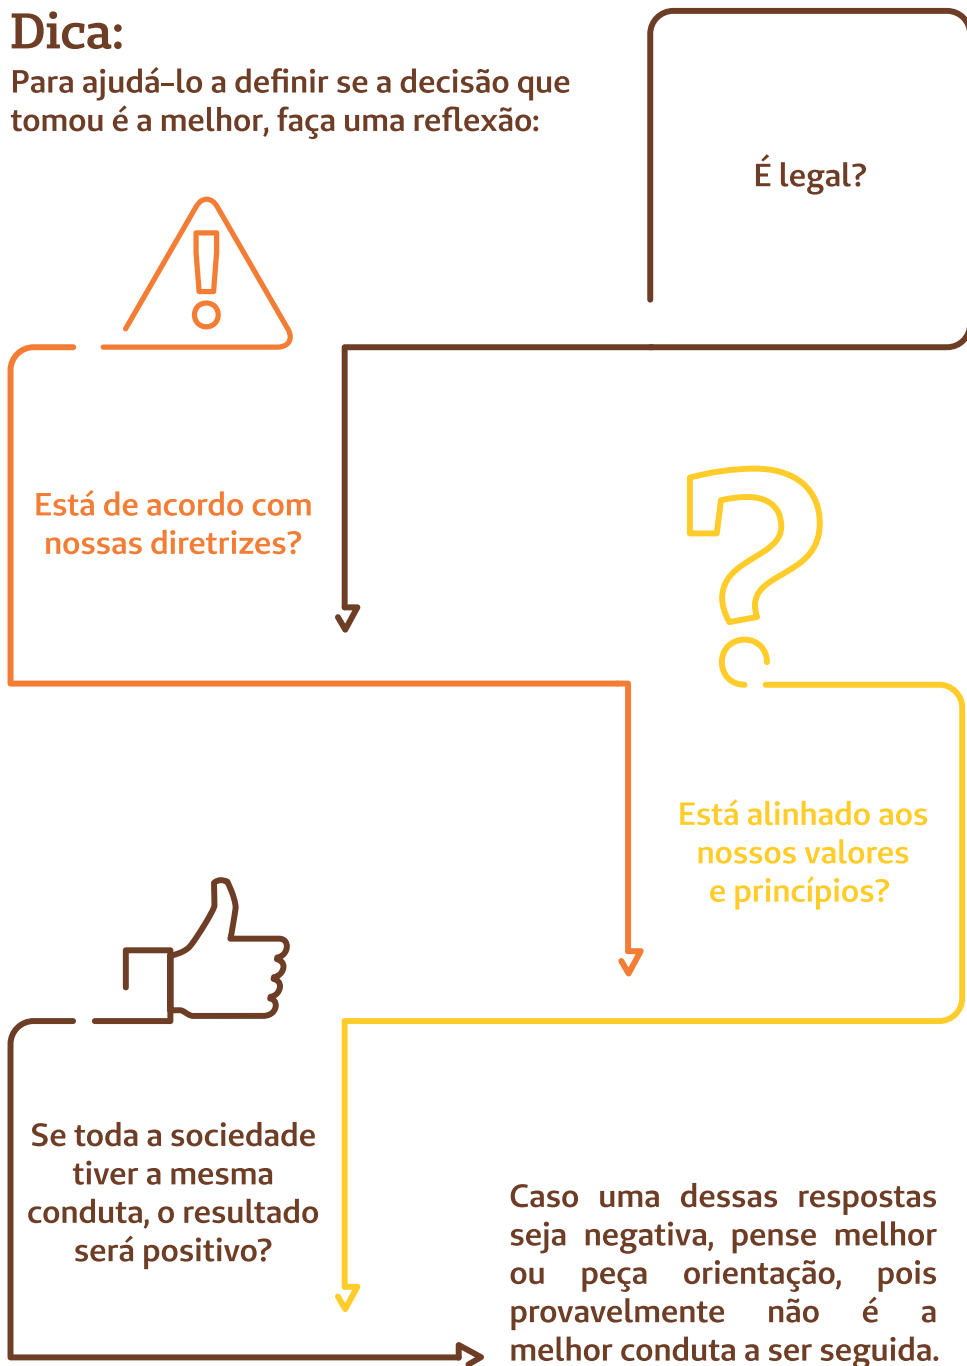 Dica:
Para ajudá-lo a definir se a decisão que
tomou é a melhor, faça uma reflexão:
É legal?
Está de acordo com
nossas diretrizes?
Está alinhado aos
nossos valores
e princípios?
Se toda a sociedade
tiver a mesma
conduta, o resultado
será positivo?
Caso uma dessas respostas
seja negativa, pense melhor
ou peça orientação, pois
provavelmente não é a
melhor conduta a ser seguida.